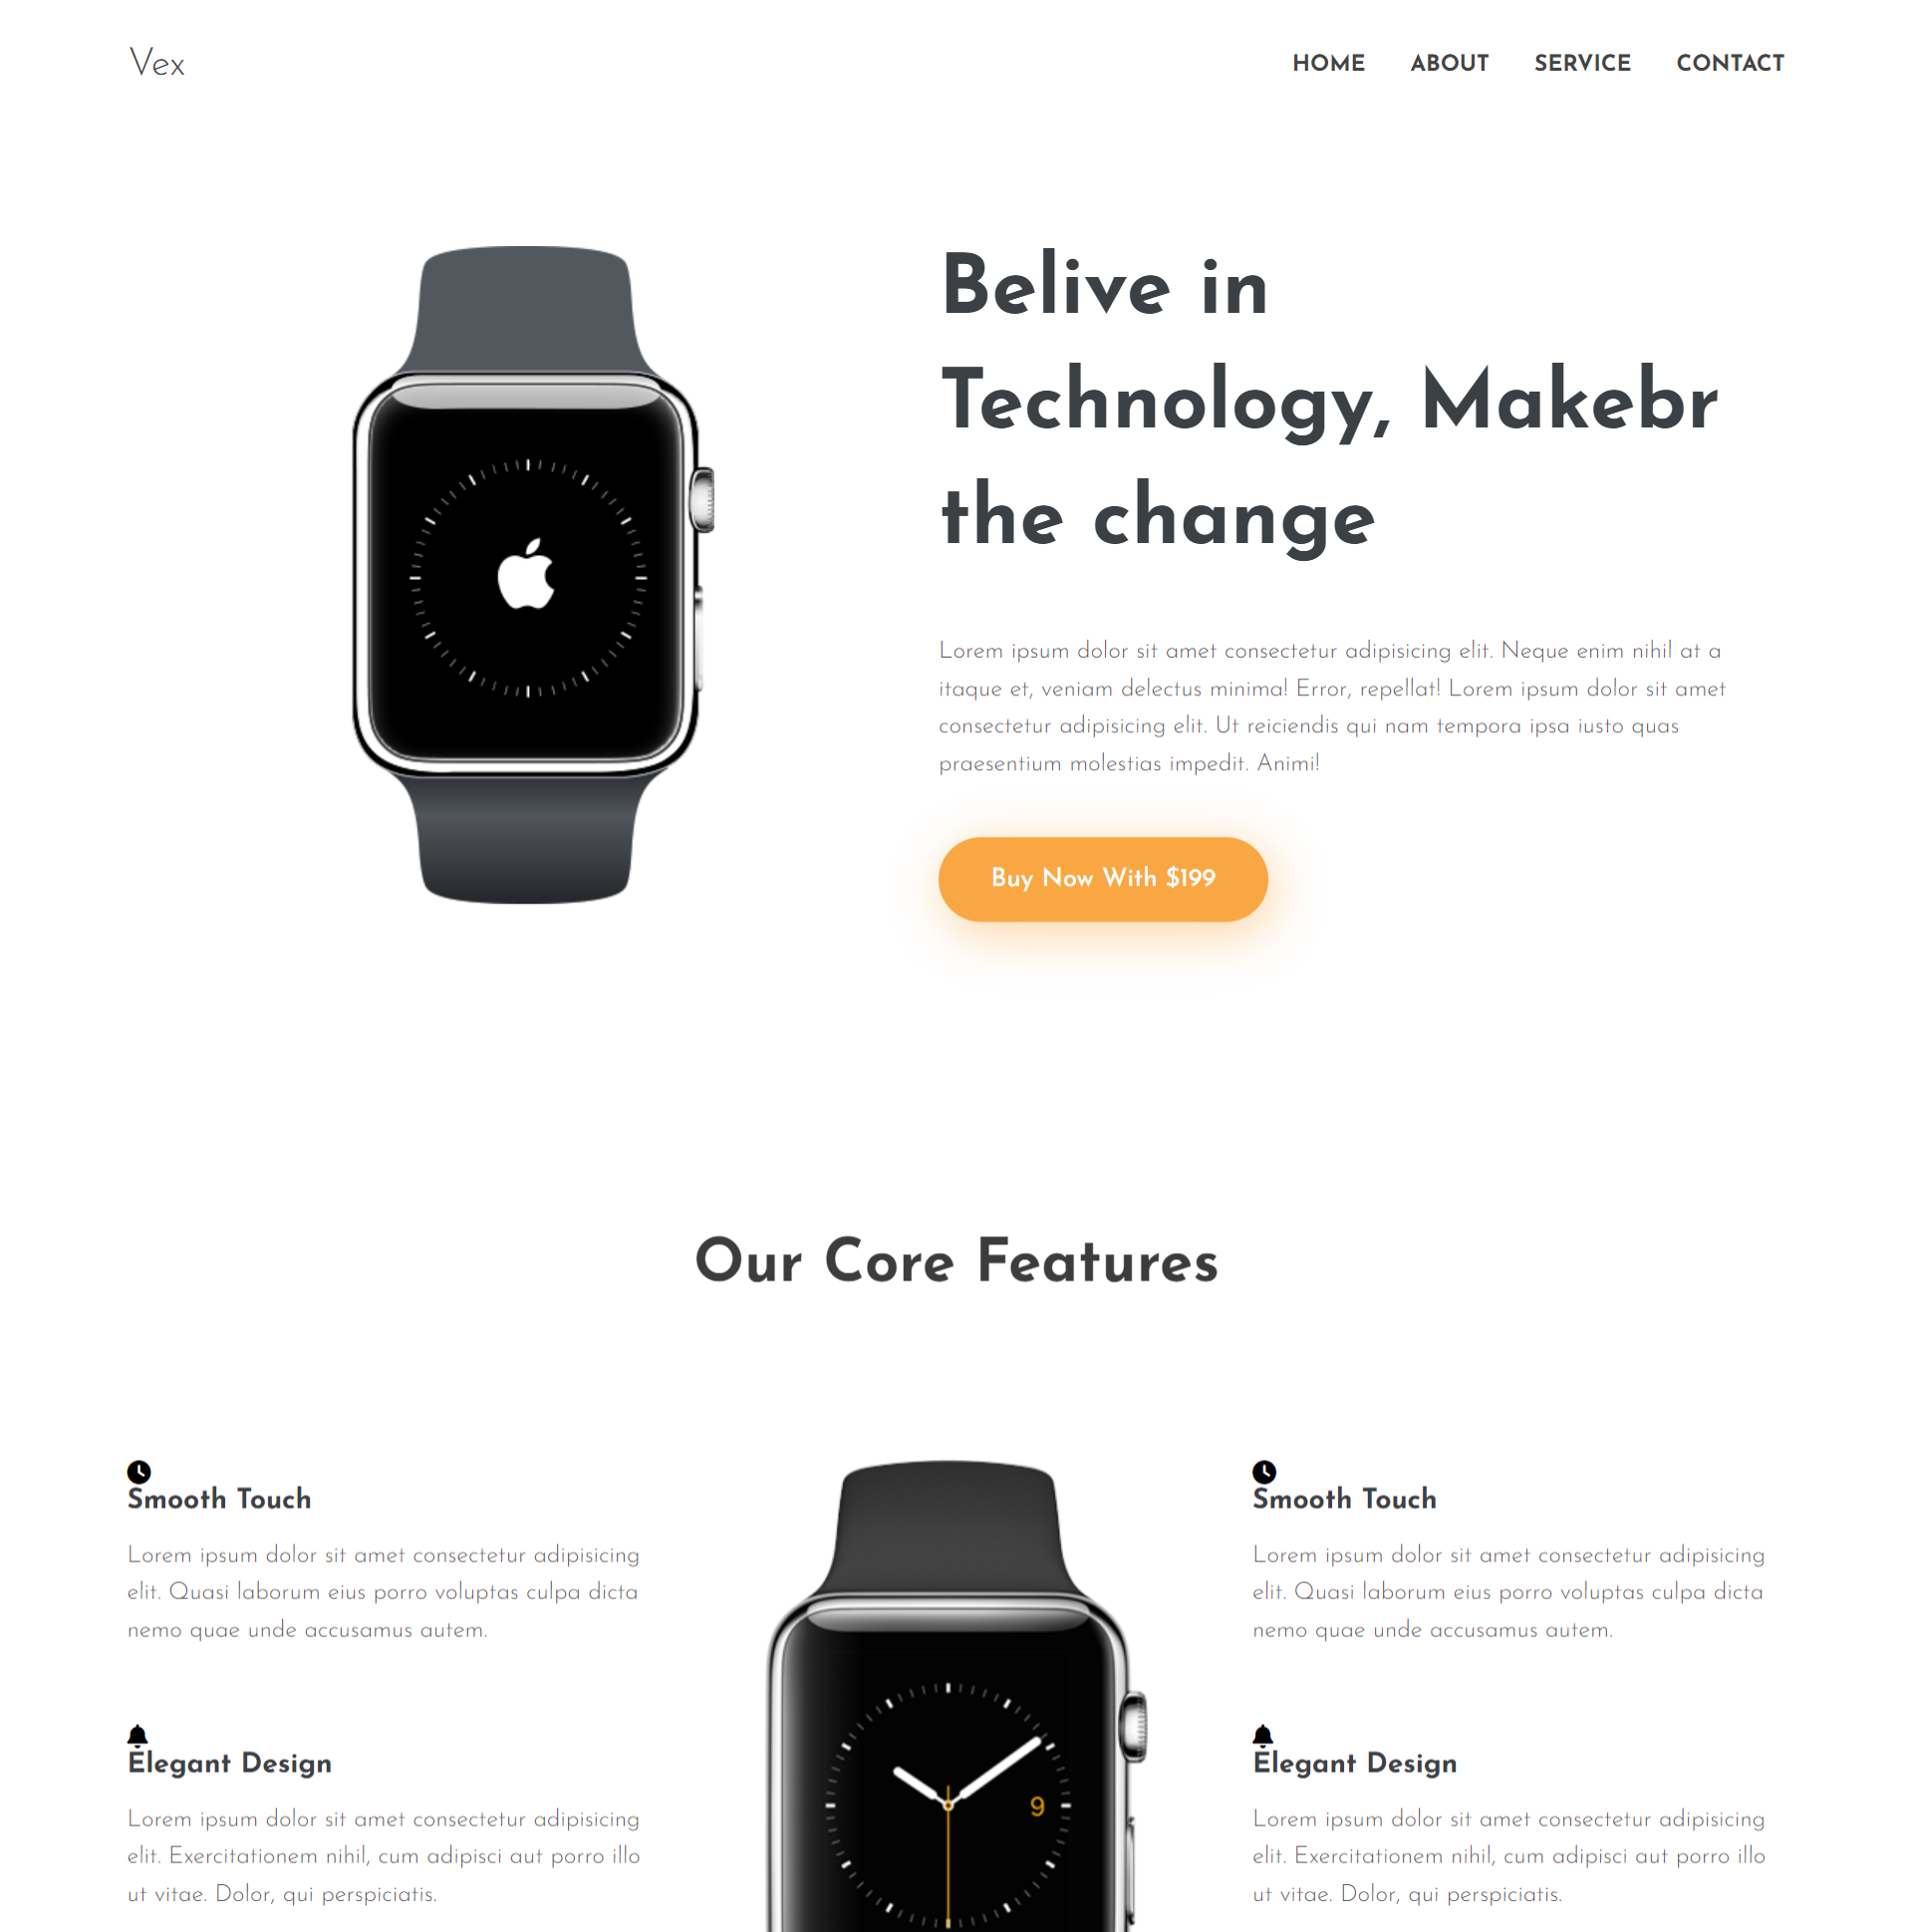 Vex
HOME ABOUT SERVICE CONTACT
Belive in
Technology, Makebr
the change
Lorem ipsum dolor sit amet consectetur adipisicing elit. Neque enim nihil at a
itaque et, veniam delectus minima! Error, repellat! Lorem ipsum dolor sit amet
consectetur adipisicing elit. Ut reiciendis qui nam tempora ipsa iusto quas
praesentium molestias impedit. Animi!
Buy Now With $199
Our Core Features
Smooth Touch
Lorem ipsum dolor sit amet consectetur adipisicing
elit. Quasi laborum eius porro voluptas culpa dicta
nemo quae unde accusamus autem.
Elegant Design
Lorem ipsum dolor sit amet consectetur adipisicing
elit. Exercitationem nihil, cum adipisci aut porro illo
ut vitae. Dolor, qui perspiciatis.
9
Smooth Touch
Lorem ipsum dolor sit amet consectetur adipisicing
elit. Quasi laborum eius porro voluptas culpa dicta
nemo quae unde accusamus autem.
Elegant Design
Lorem ipsum dolor sit amet consectetur adipisicing
elit. Exercitationem nihil, cum adipisci aut porro illo
ut vitae. Dolor, qui perspiciatis.